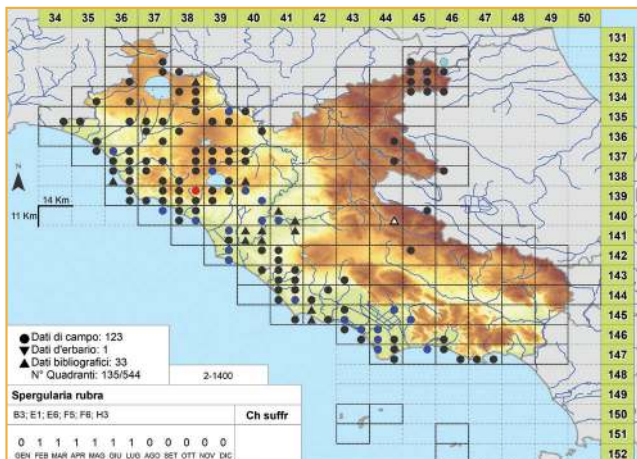 34 35 36 37 38 39 40 41 42 43 44 45 46 47 48 49 50
131
132
133
134
135
136
137
138
139
140
141
142
143
144
145
146
147
148
149
150
151
152
N
14 Km
11 Km
Dati di campo: 123
Dati d'erbario: 1
Dati bibliografici: 33
N° Quadranti: 135/544
2-1400
Spergularia rubra
B3; E1; E6; F5; F6; H3
Ch suffr
0 1 1 1 1 1 1 0 0 0 0 0
GEN FEB MAR APR MAG GIU LUG AGO SET OTT NOV DIC